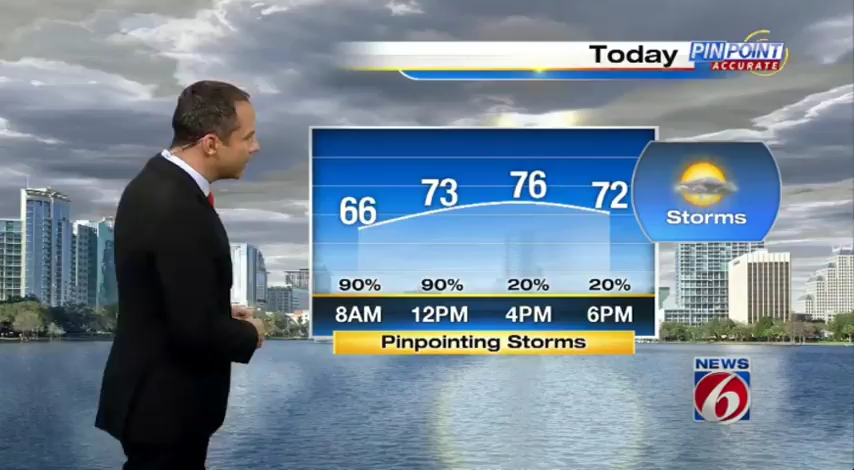 Today PINPOINT
ACCURATE
66 73 76 72
Storms
90% 90% 20% 20%
8AM 12PM 4PM 6PM
Pinpointing Storms
NEWS
6